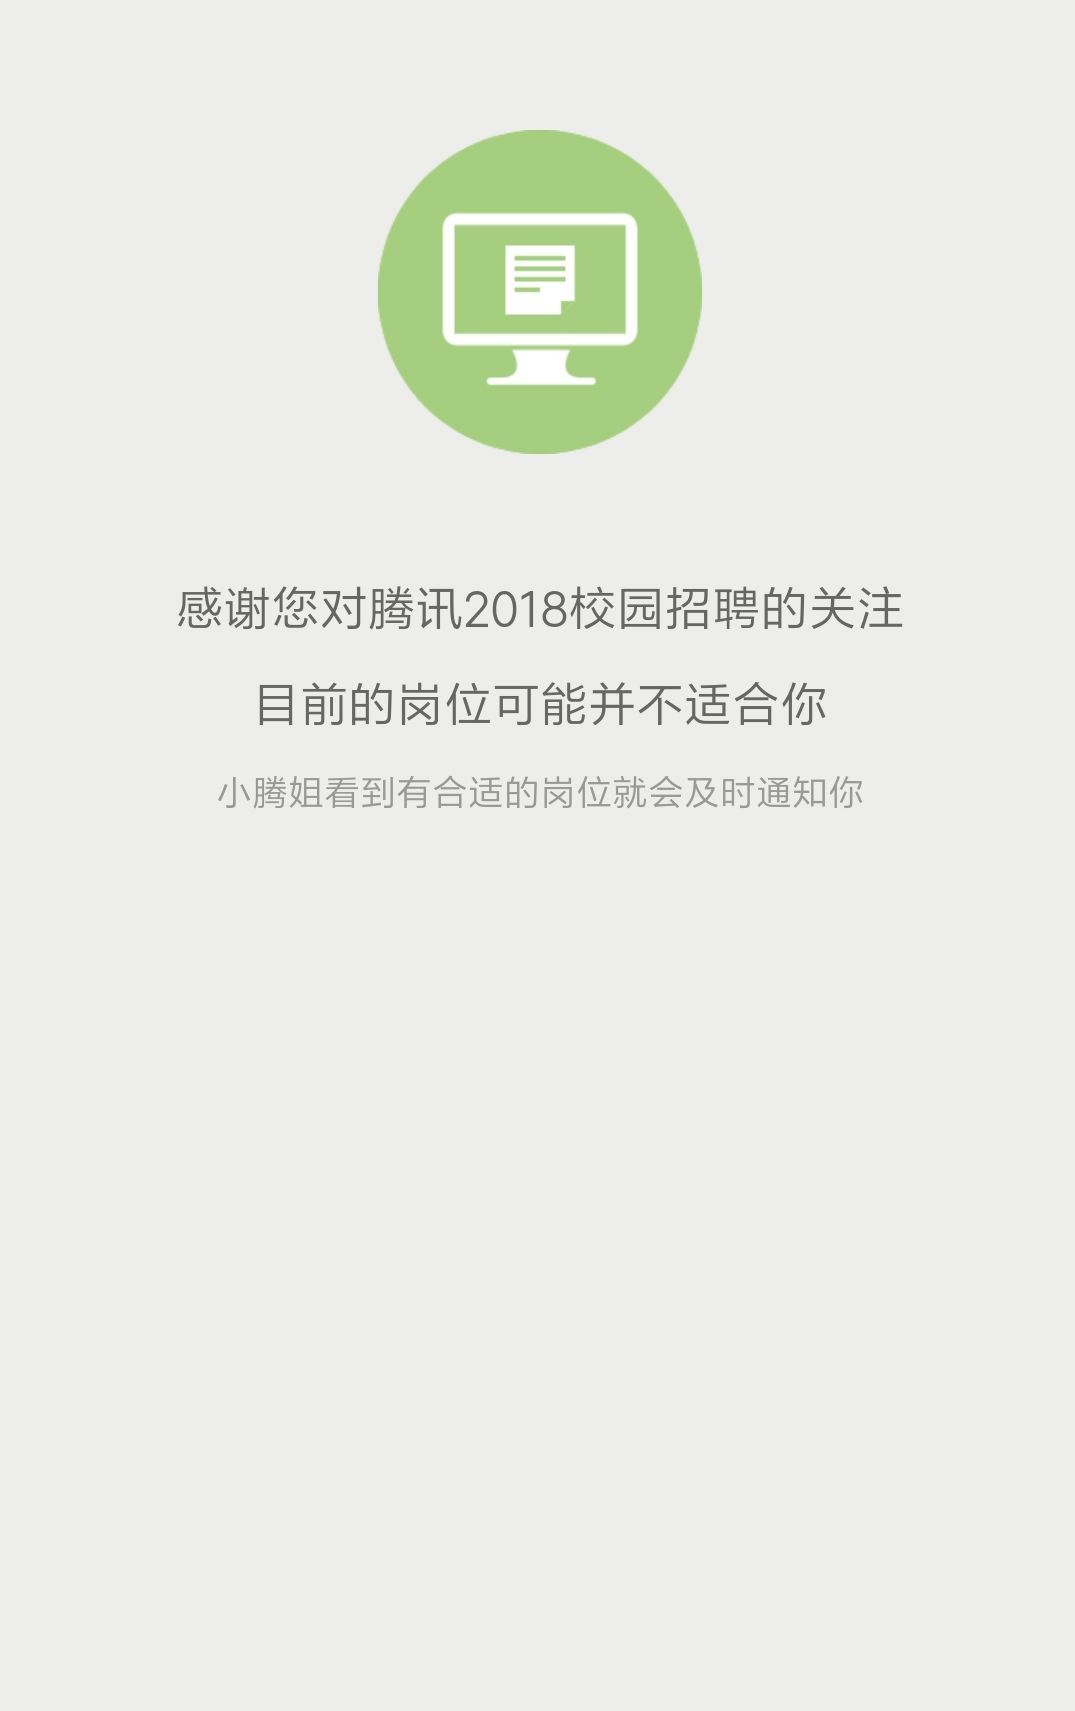 感谢您对腾讯2018校园招聘的关注
目前的岗位可能并不适合你
小腾姐看到有合适的岗位就会及时通知你